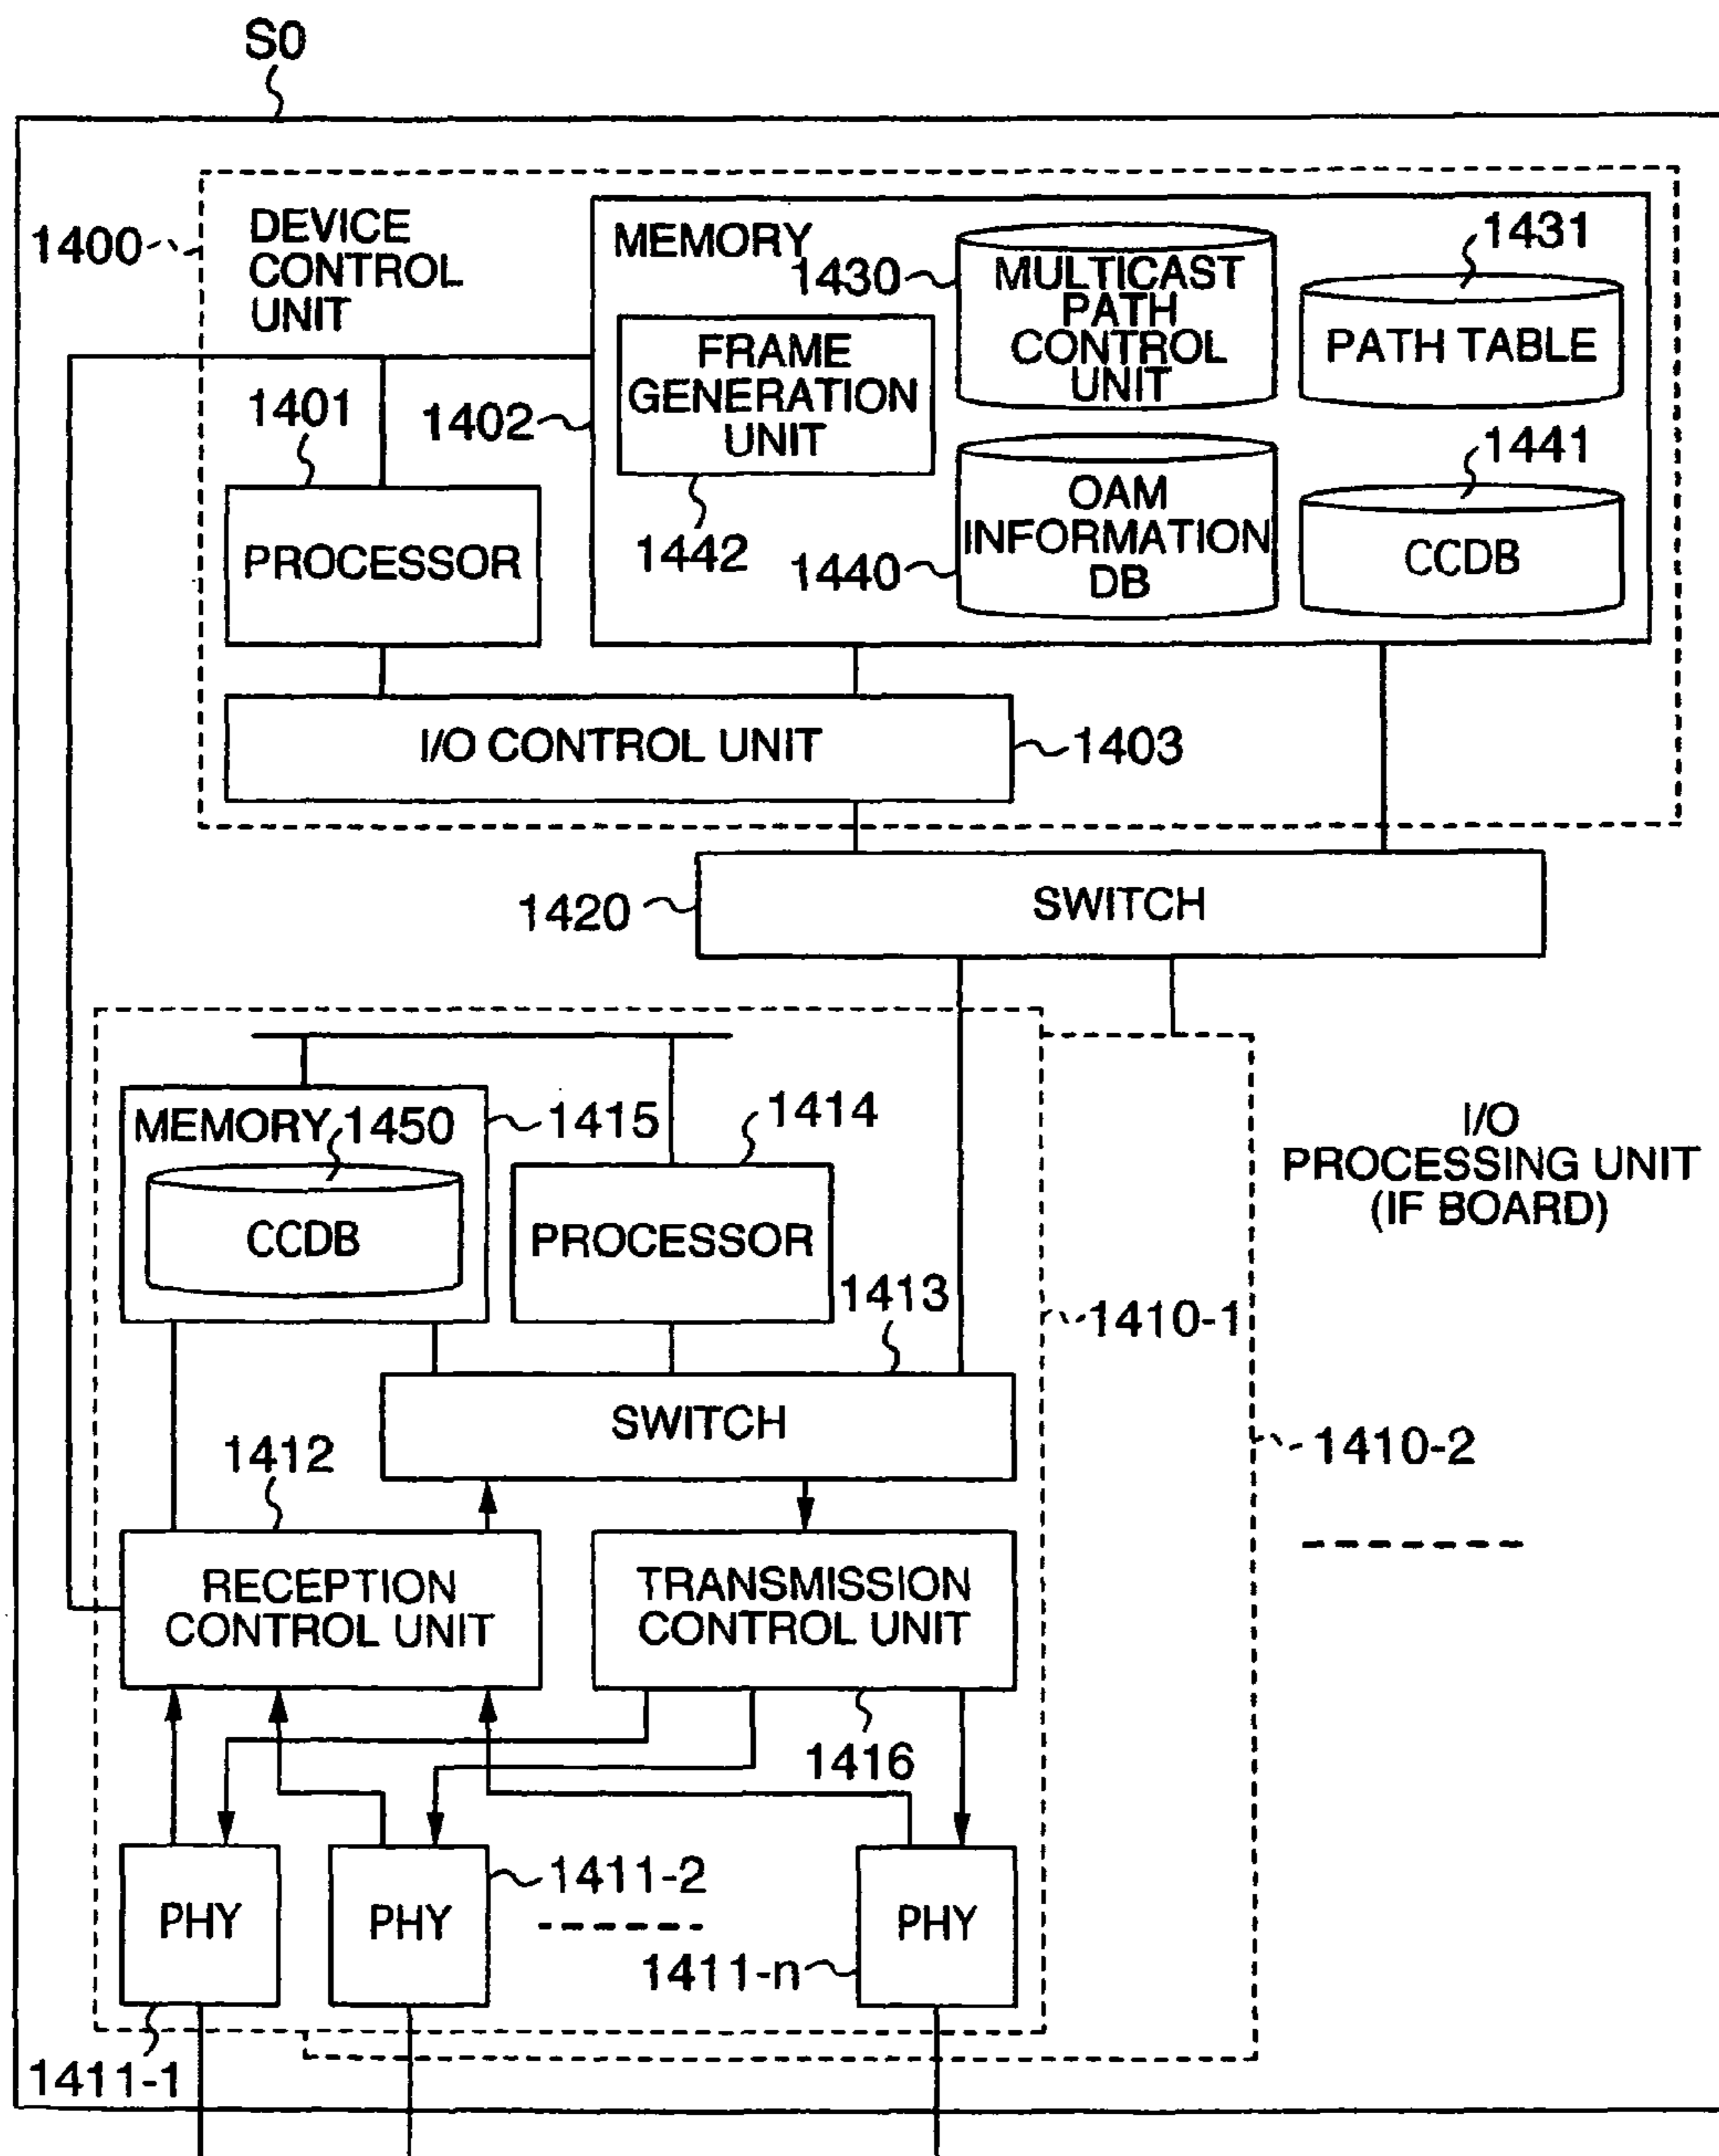 S0
1400
DEVICE
CONTROL
UNIT
MEMORY
1430
MULTICAST
PATH
CONTROL
UNIT
1431
PATH TABLE
FRAME
GENERATION
UNIT
1442
1401
1402
PROCESSOR
1440
OAM
INFORMATION
DB
1441
CCDB
I/O CONTROL UNIT
1403
1420
SWITCH
MEMORY
1450
1415
1414
CCDB
PROCESSOR
I/O
PROCESSING UNIT
(IF BOARD)
1413
1410-1
SWITCH
1410-2
1412
RECEPTION
CONTROL UNIT
TRANSMISSION
CONTROL UNIT
1416
PHY
PHY
1411-2
PHY
1411-n
1411-1